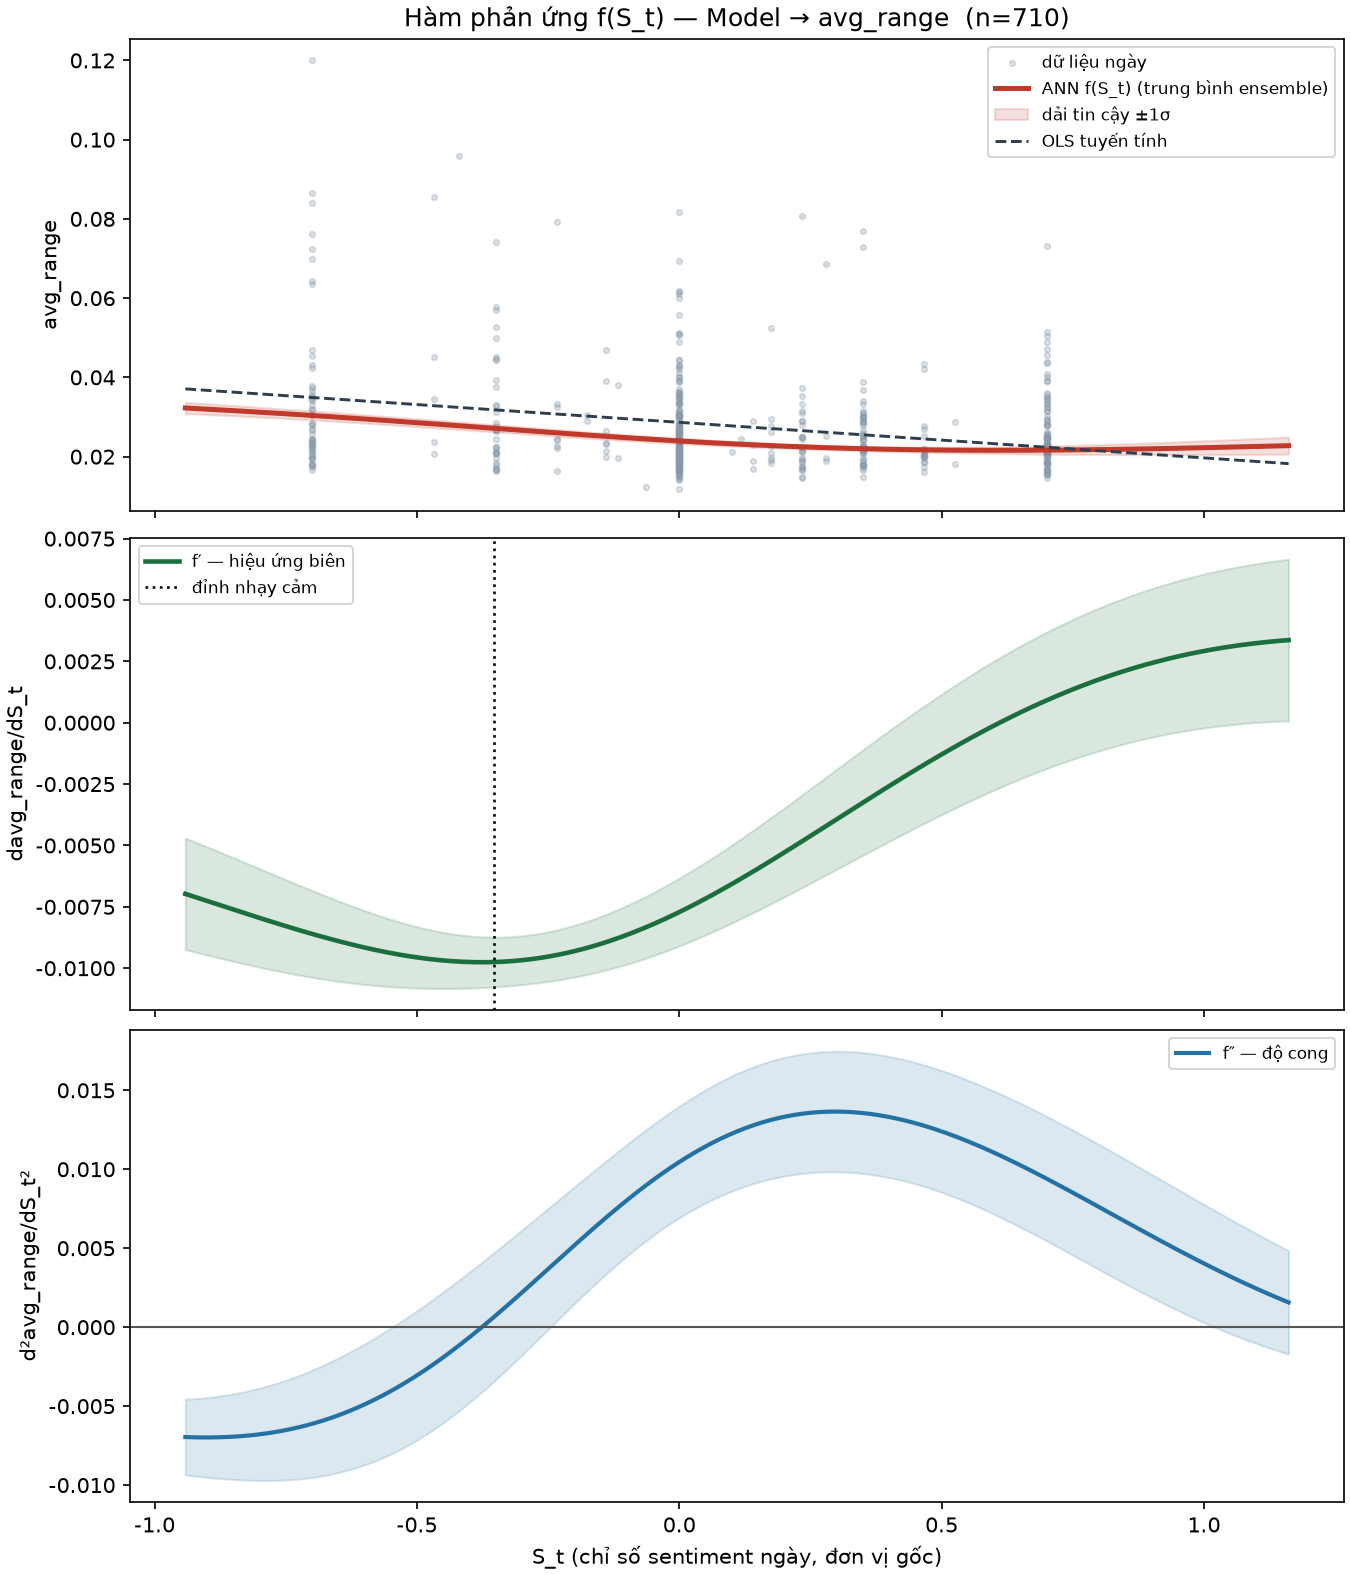 Hàm phản ứng f(S_t) — Model → avg_range  (n=710)
dữ liệu ngày
ANN f(S_t) (trung bình ensemble)
dải tin cậy ±1σ
OLS tuyến tính
0.12
0.10
0.08
0.06
0.04
0.02
avg_range
f′ — hiệu ứng biên
đỉnh nhạy cảm
0.0075
0.0050
0.0025
0.0000
-0.0025
-0.0050
-0.0075
-0.0100
davg_range/dS_t
f″ — độ cong
0.015
0.010
0.005
0.000
-0.005
-0.010
d²avg_range/dS_t²
-1.0
-0.5
0.0
0.5
1.0
S_t (chỉ số sentiment ngày, đơn vị gốc)